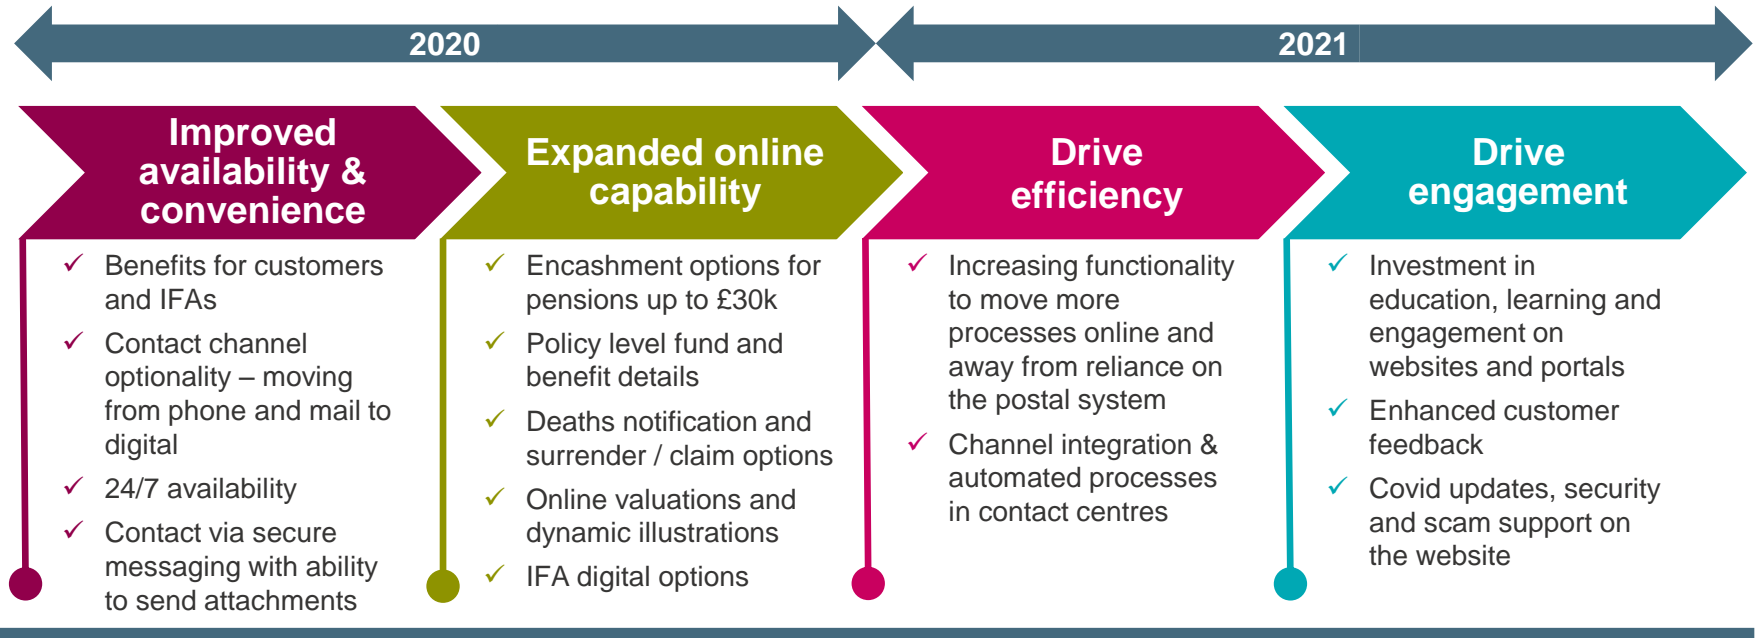 2020
2021
Improved
availability &
convenience
Benefits for customers
and IFAs
Contact channel
optionality – moving
from phone and mail to
digital
24/7 availability
Contact via secure
messaging with ability
to send attachments
Expanded online
capability
Encashment options for
pensions up to £30k
Policy level fund and
benefit details
Deaths notification and
surrender / claim options
Online valuations and
dynamic illustrations
IFA digital options
Drive
efficiency
Increasing functionality
to move more
processes online and
away from reliance on
the postal system
Channel integration &
automated processes
in contact centres
Drive
engagement
Investment in
education, learning and
engagement on
websites and portals
Enhanced customer
feedback
Covid updates, security
and scam support on
the website